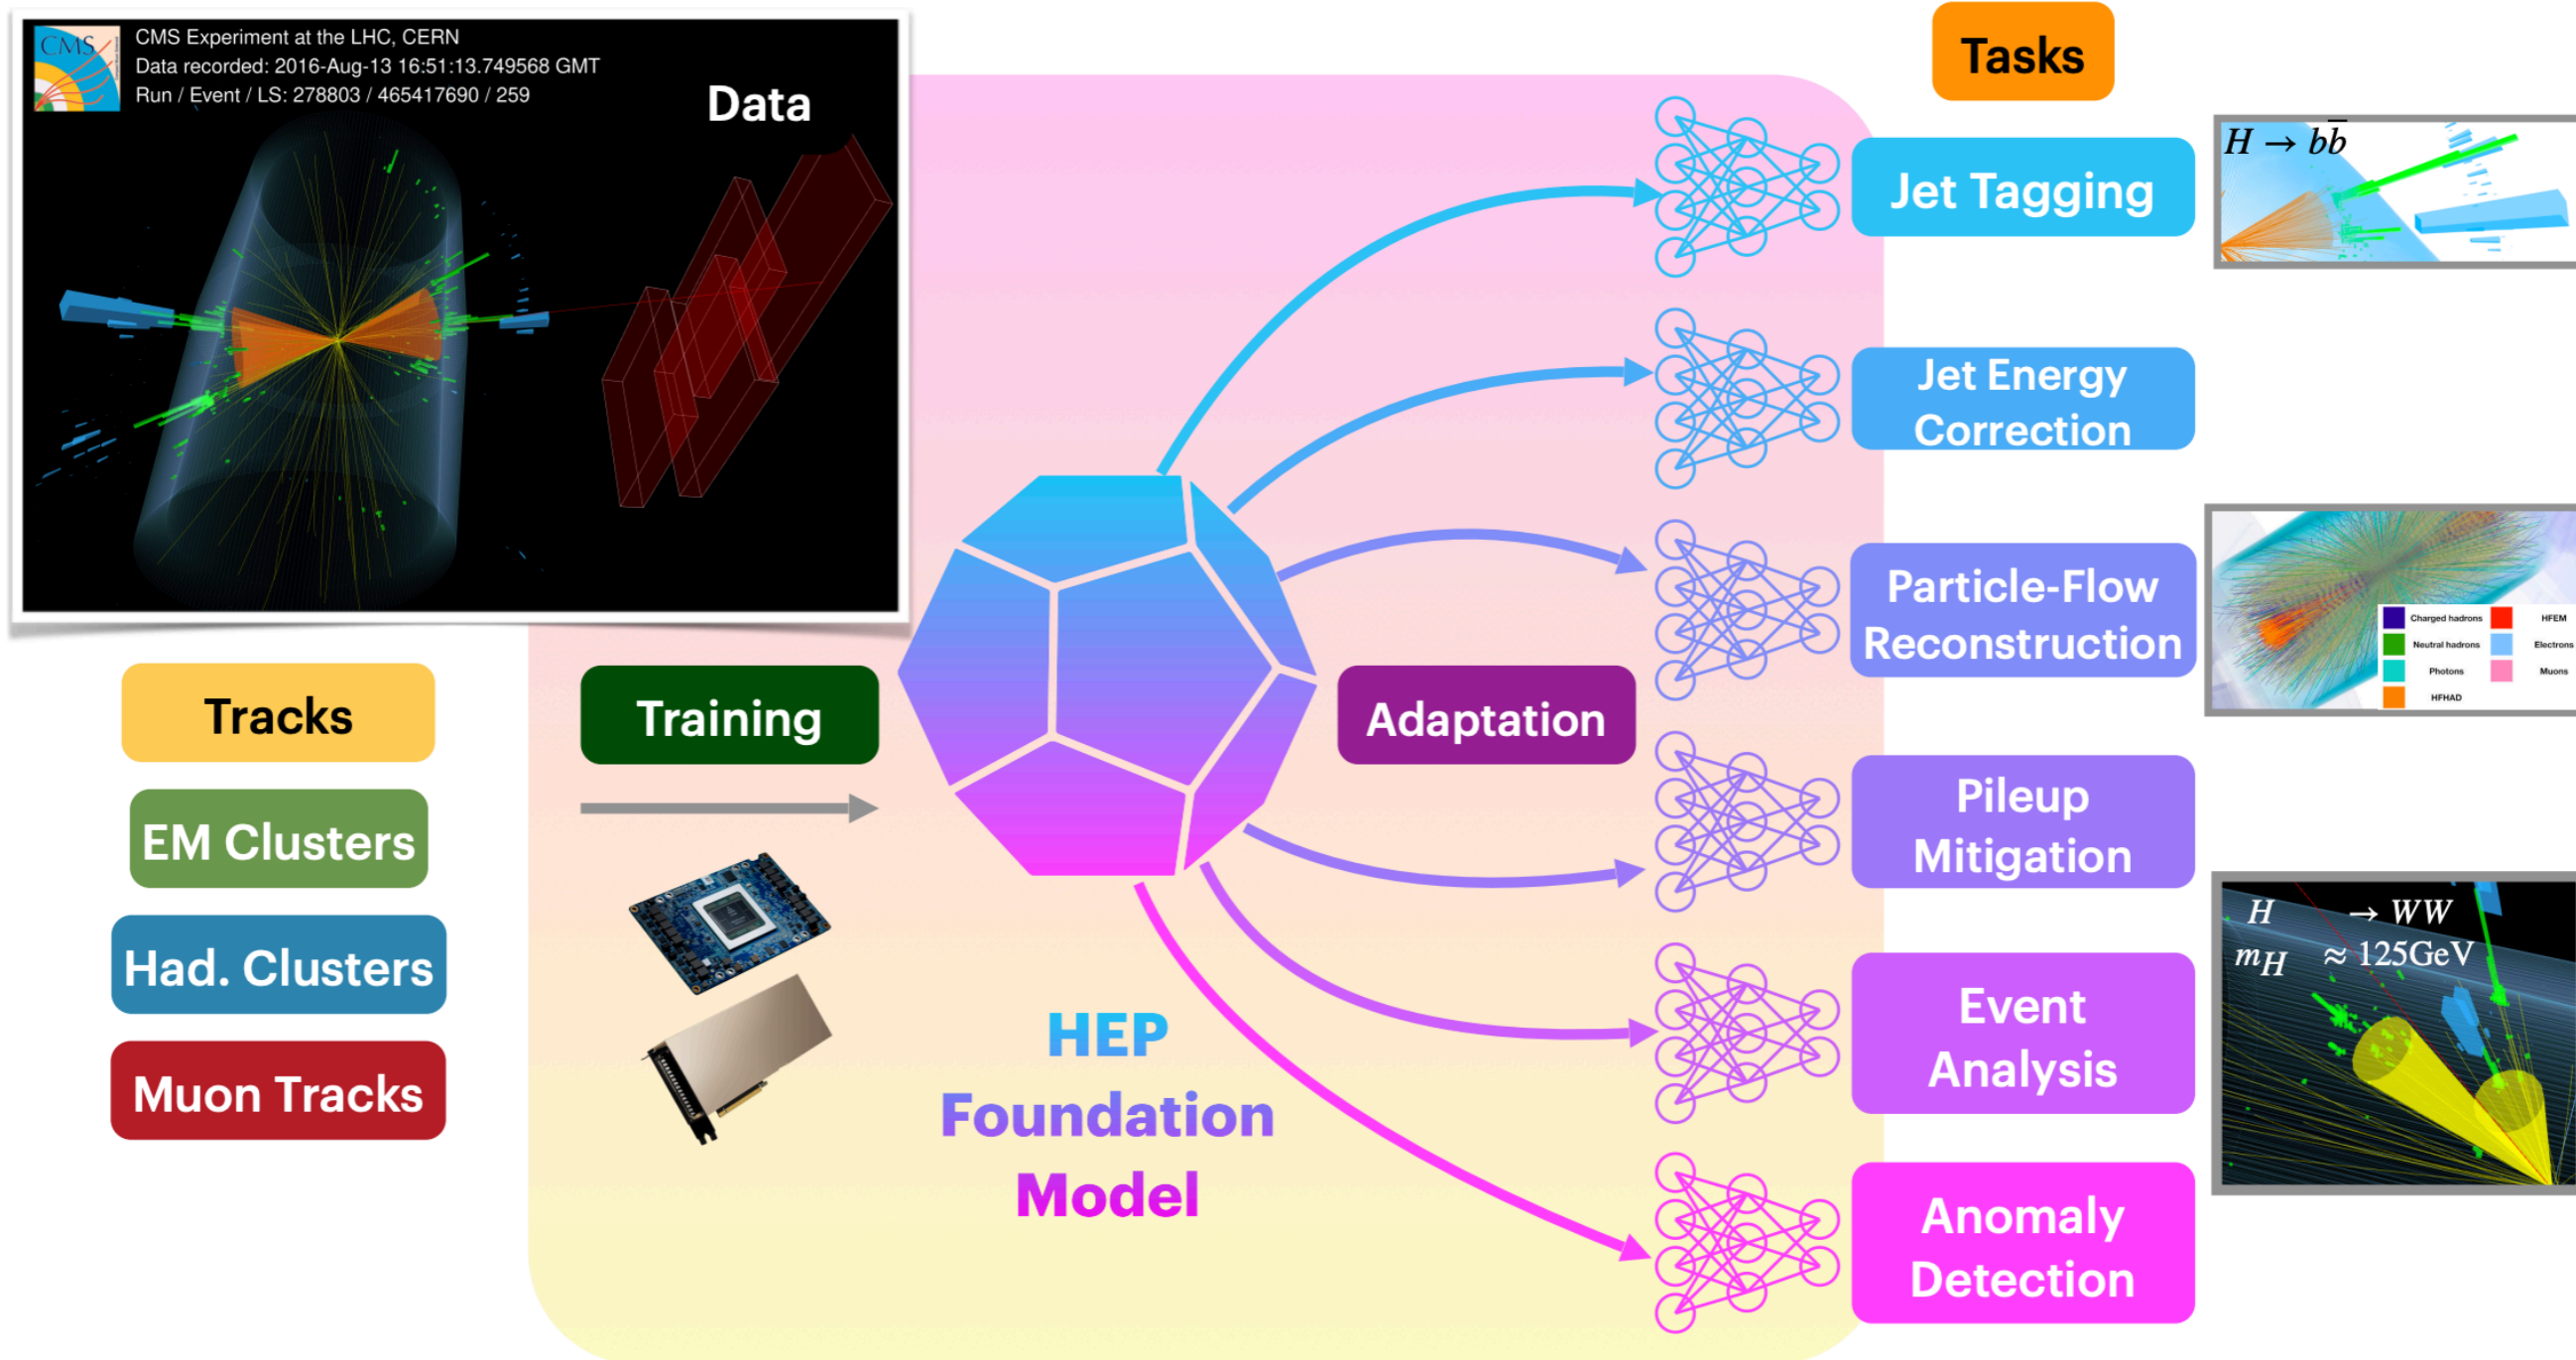 CMS
CMS Experiment at the LHC, CERN
Data recorded: 2016-Aug-13 16:51:13.749568 GMT
Run / Event / LS: 278803 / 465417690 / 259
Data
Tracks
EM Clusters
Had. Clusters
Muon Tracks
Training
HEP
Foundation
Model
Adaptation
Tasks
Jet Tagging
H → bb̅
Jet Energy
Correction
Particle-Flow
Reconstruction
Charged hadrons HFEM
Neutral hadrons Electrons
Photons Muons
HFHAD
Pileup
Mitigation
Event
Analysis
H → WW
m_H ≈ 125GeV
Anomaly
Detection